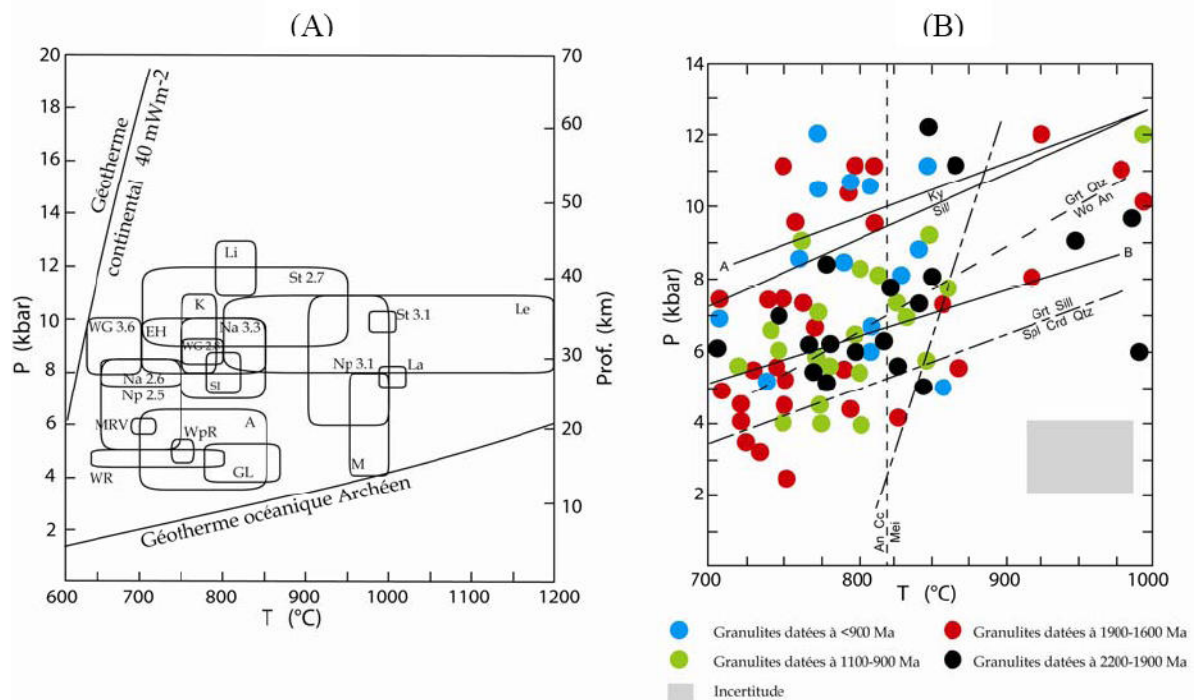 (A)
(B)
P (kbar)
20
18
16
14
12
10
8
6
4
2
70
60
50
40
30
20
10
Prof. (km)
Géotherme
continental 40 mWm-2
Li
St 2.7
K
Le
WG 3.6
EH
Na 3.3
St 3.1
WG 2.8
Np 3.1
La
Na 2.6
SI
Np 2.5
MRV
WpR
A
WR
GL
M
Géotherme océanique Archéen
600
700
800
900
1000
1100
1200
T (°C)
P (kbar)
14
12
10
8
6
4
2
Ky
Sill
Grt Qtz
Wo An
A
B
Grt Sill
Spl Crd Qtz
An Cc
Mei
700
800
900
1000
T (°C)
Granulites datées à <900 Ma
Granulites datées à 1900-1600 Ma
Granulites datées à 1100-900 Ma
Granulites datées à 2200-1900 Ma
Incertitude